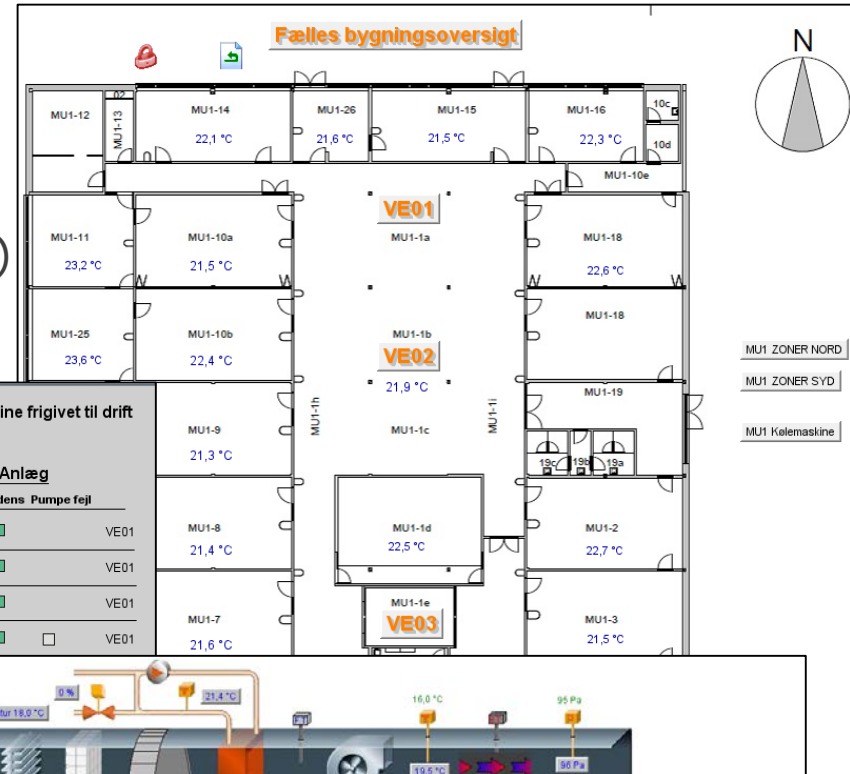 Fælles bygningsoversigt
N
02
MU1-12
MU1-13
MU1-14
22,1 °C
MU1-26
21,6 °C
MU1-15
21,5 °C
MU1-16
22,3 °C
10c
10d
MU1-10e
VE01
MU1-11
23,2 °C
MU1-10a
21,5 °C
MU1-1a
MU1-18
22,6 °C
MU1-25
23,6 °C
MU1-10b
22,4 °C
MU1-1b
VE02
21,9 °C
MU1-18
MU1 ZONER NORD
MU1 ZONER SYD
MU1 Kølemaskine
MU1-9
21,3 °C
MU1-1h
MU1-1c
MU1-1i
MU1-19
19c
19b
19a
ine frigivet til drift
Anlæg
dens Pumpe fejl
VE01
VE01
VE01
VE01
MU1-8
21,4 °C
MU1-1d
22,5 °C
MU1-2
22,7 °C
MU1-7
21,6 °C
MU1-1e
VE03
MU1-3
21,5 °C
0 %
21,4 °C
tur 18,0 °C
16,0 °C
95 Pa
19,5 °C
96 Pa